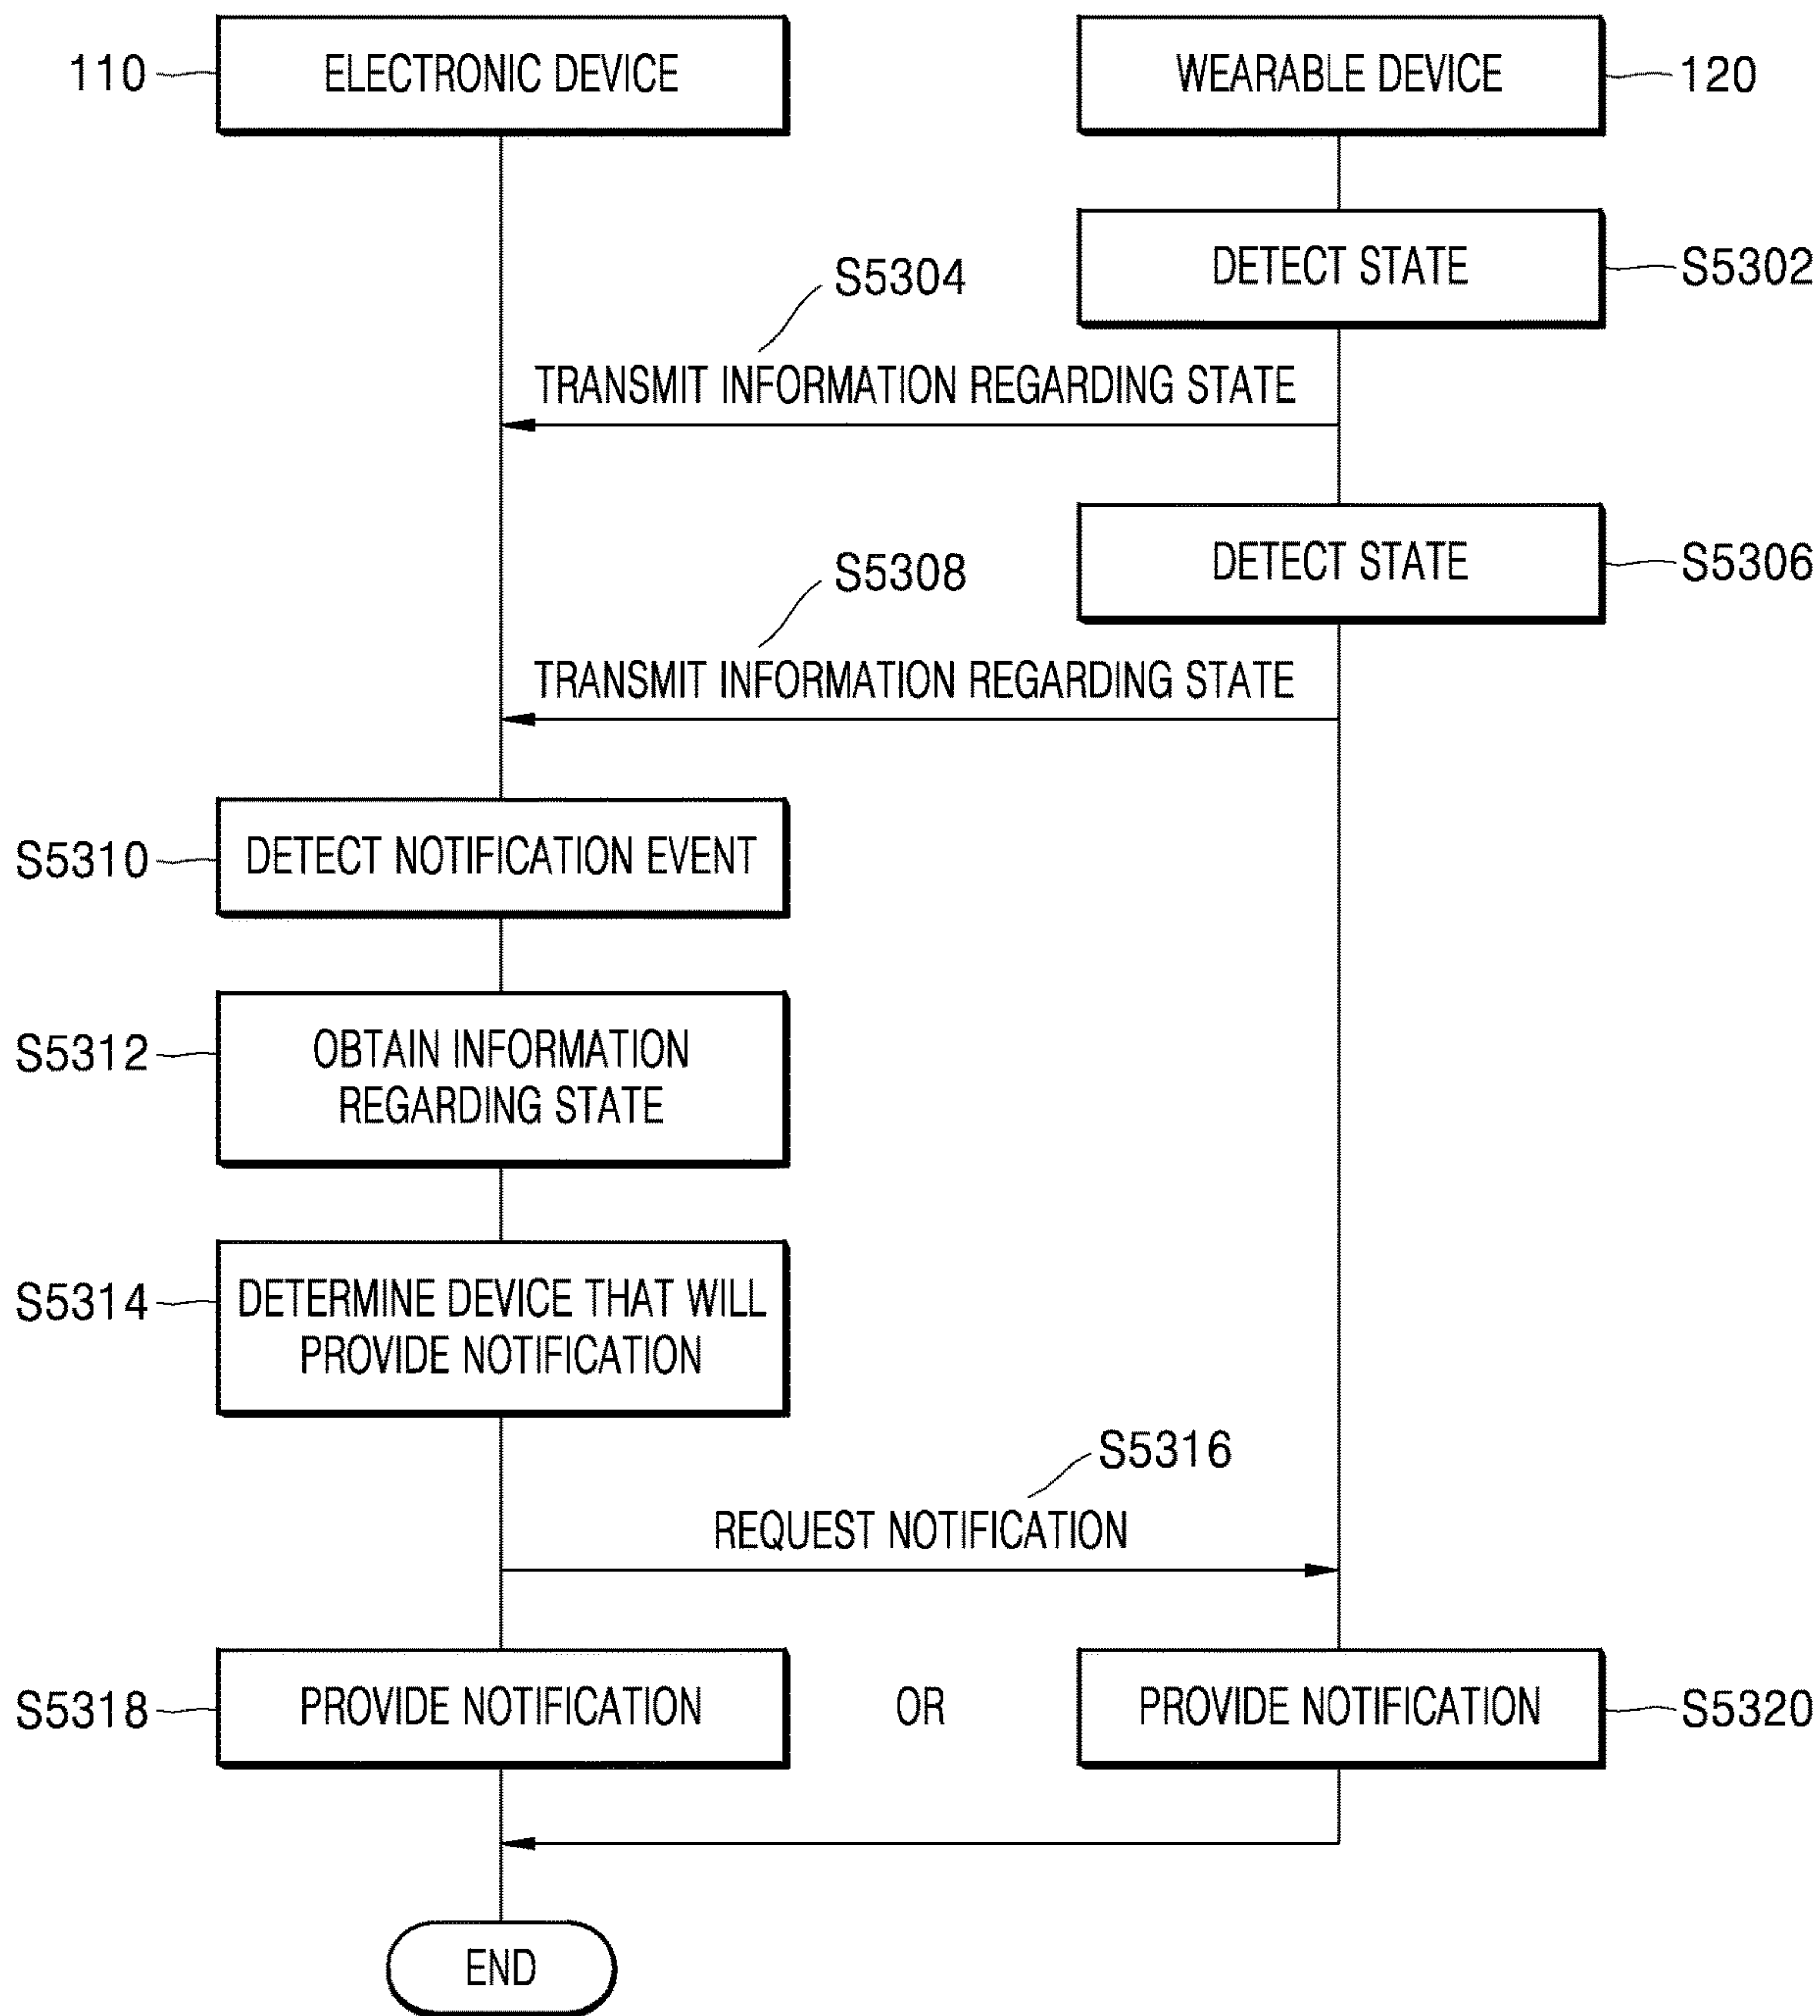 110
ELECTRONIC DEVICE
WEARABLE DEVICE
120
DETECT STATE
S5302
S5304
TRANSMIT INFORMATION REGARDING STATE
DETECT STATE
S5306
S5308
TRANSMIT INFORMATION REGARDING STATE
S5310
DETECT NOTIFICATION EVENT
S5312
OBTAIN INFORMATION
REGARDING STATE
S5314
DETERMINE DEVICE THAT WILL
PROVIDE NOTIFICATION
S5316
REQUEST NOTIFICATION
S5318
PROVIDE NOTIFICATION
OR
PROVIDE NOTIFICATION
S5320
END